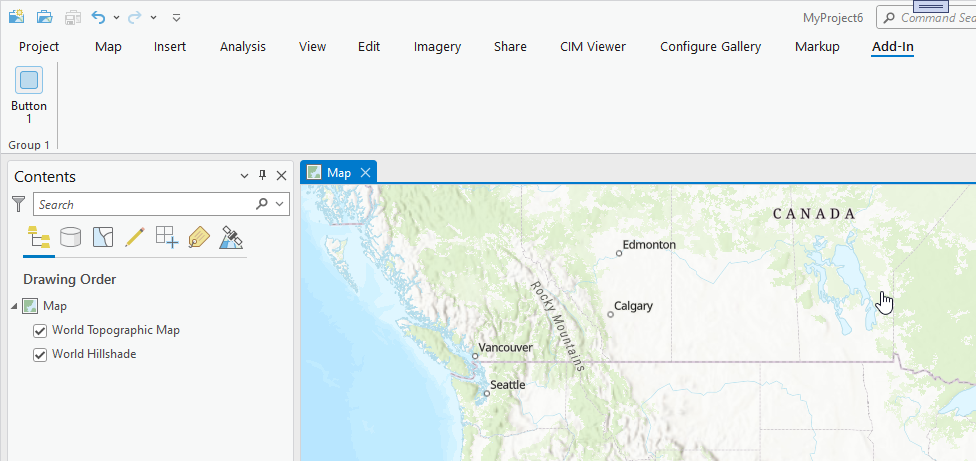 MyProject6
Command Sea
Project Map Insert Analysis View Edit Imagery Share CIM Viewer Configure Gallery Markup Add-In
Button
1
Group 1
Contents
Search
Drawing Order
Map
World Topographic Map
World Hillshade
Map
CANADA
Edmonton
Rocky Mountains
Calgary
Vancouver
Seattle